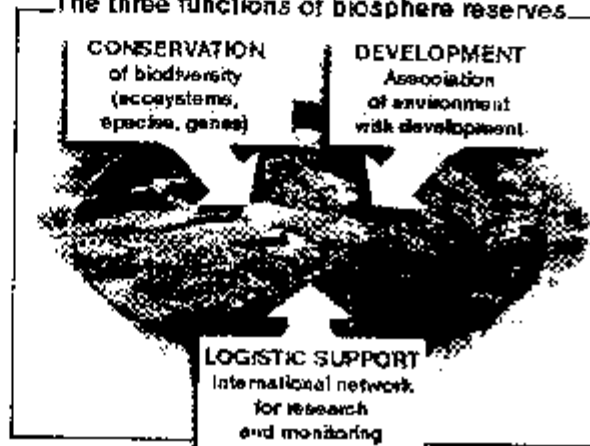 The three functions of biosphere reserves
CONSERVATION
of biodiversity
(ecosystems,
species, genes)
DEVELOPMENT
Association
of environment
with development
LOGISTIC SUPPORT
International network
for research
and monitoring